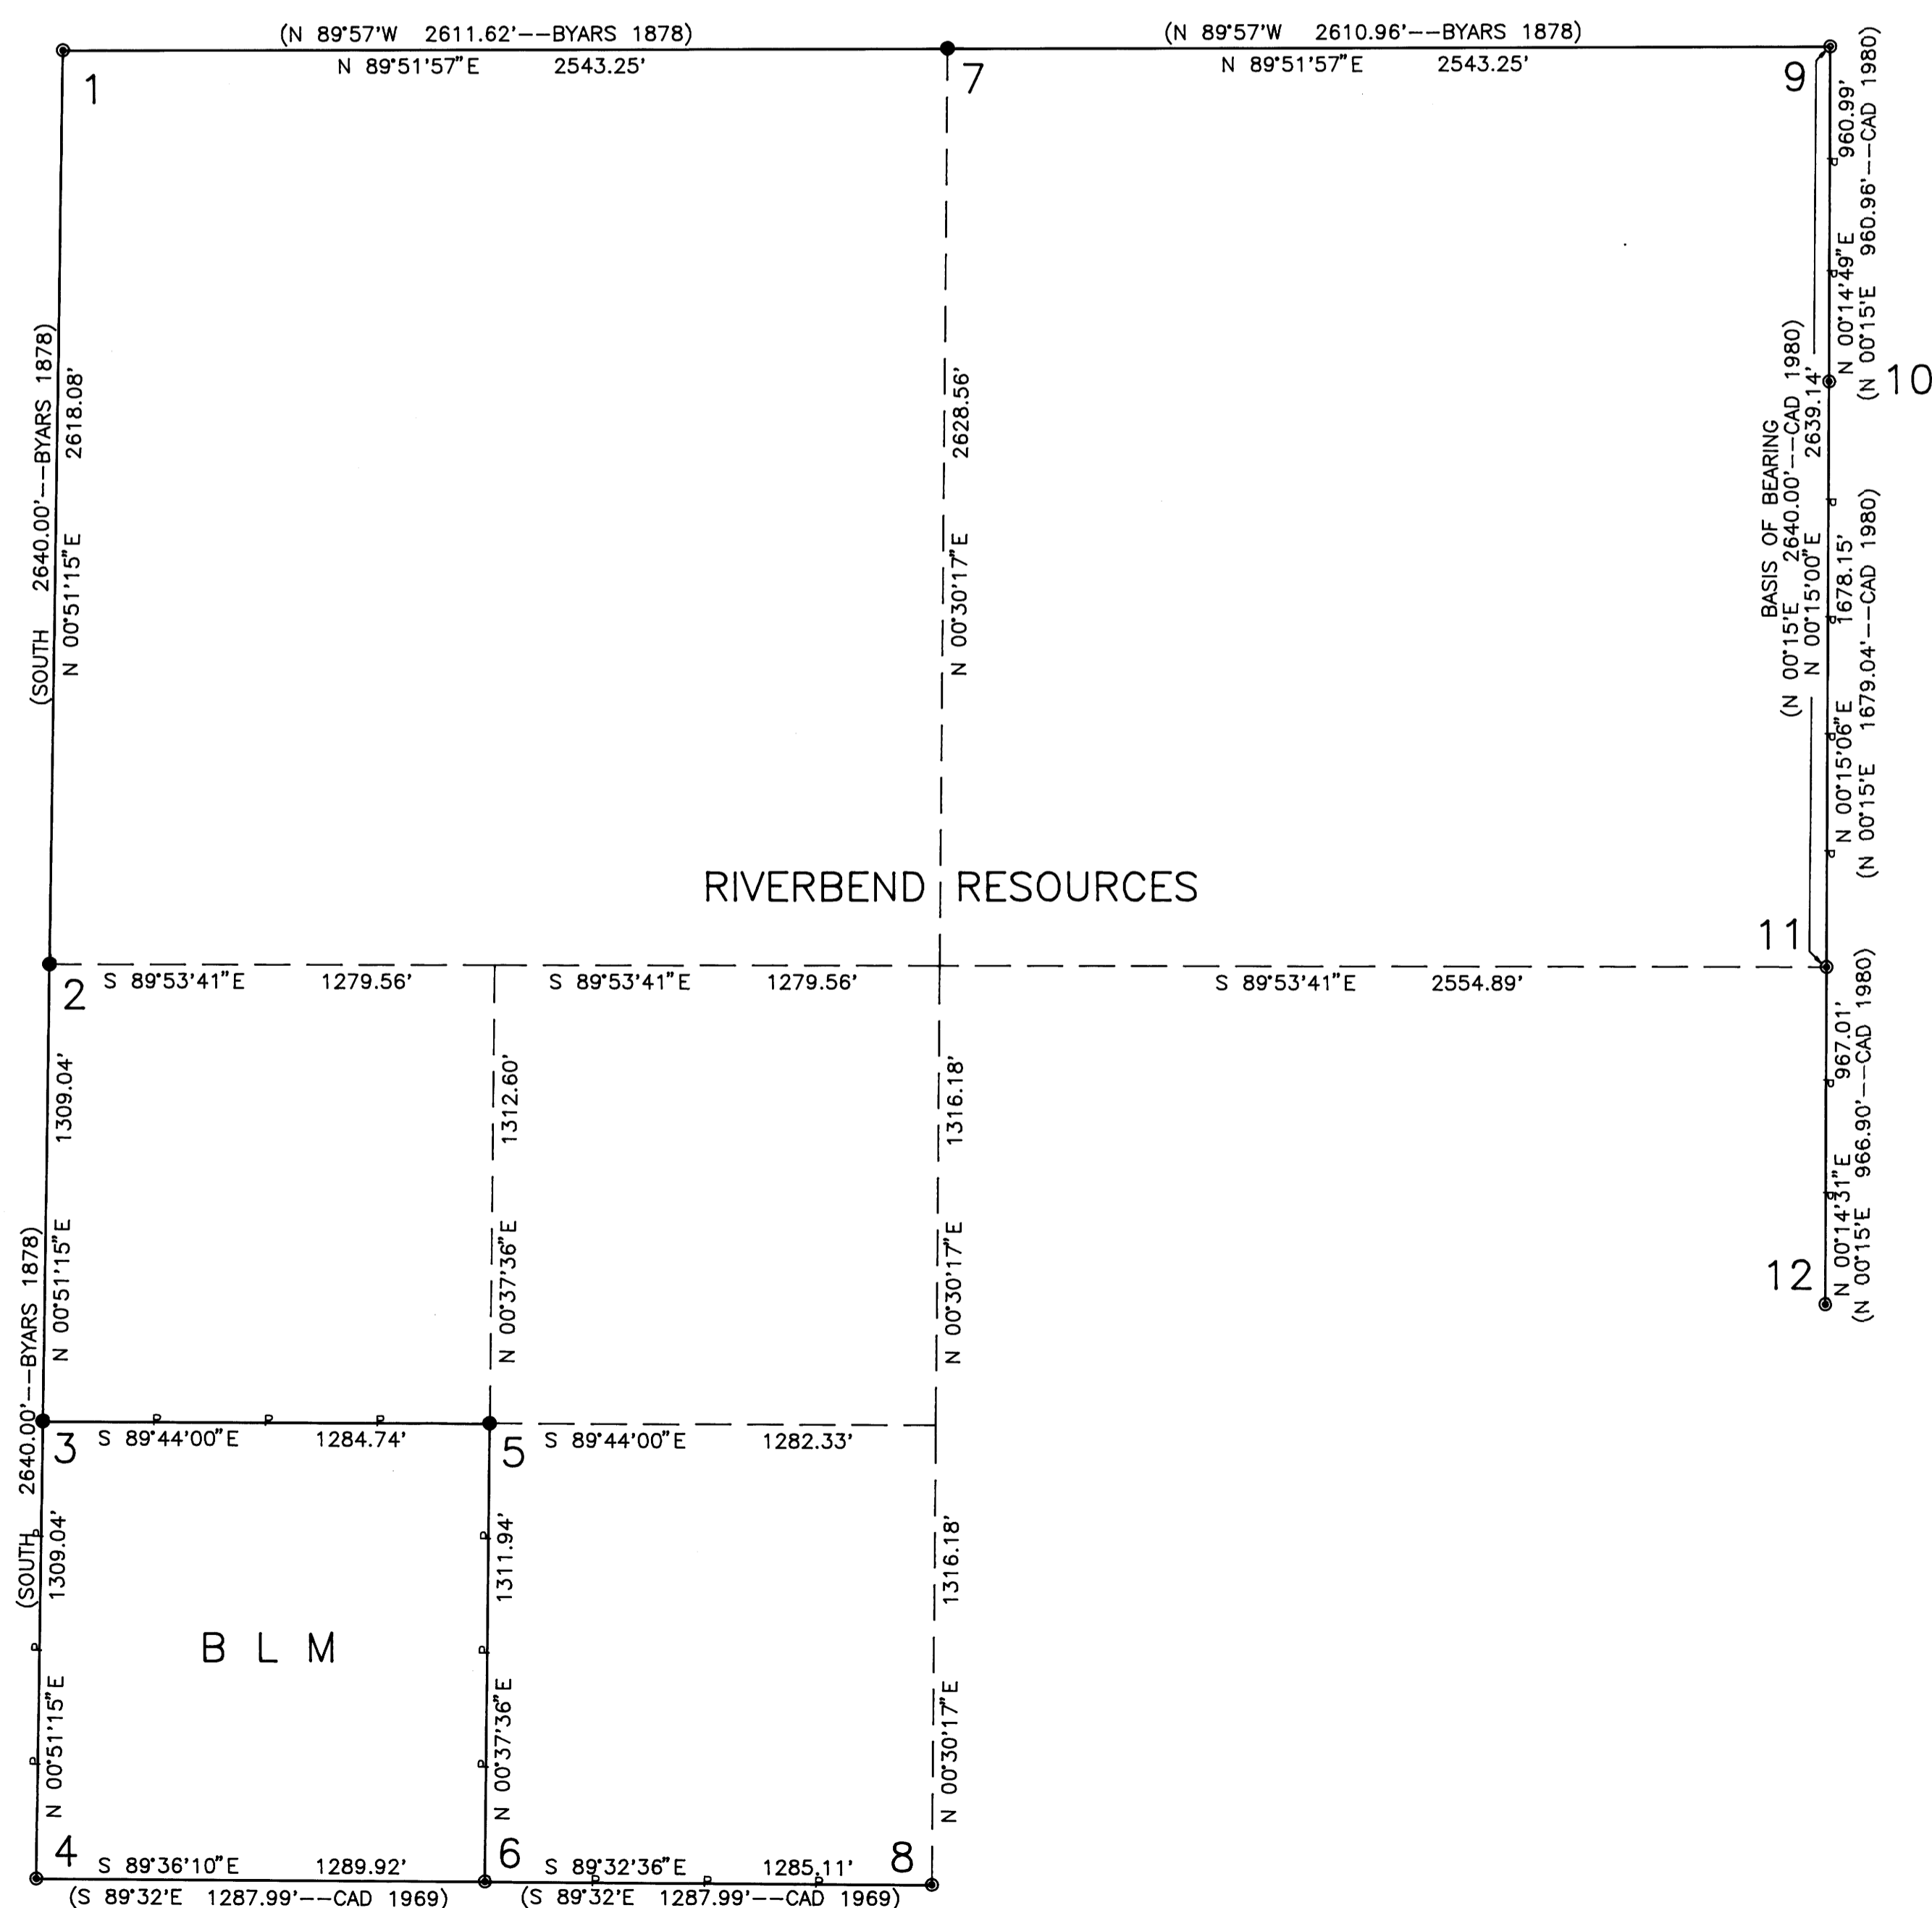 (N 89°57'W 2611.62'--BYARS 1878)
N 89°51'57"E 2543.25'
(N 89°57'W 2610.96'--BYARS 1878)
N 89°51'57"E 2543.25'
1
7
9
960.99'
N 00°14'49"E
(N 00°15'E 960.96'--CAD 1980)
10
(SOUTH 2640.00'--BYARS 1878)
N 00°51'15"E 2618.08'
N 00°30'17"E 2628.56'
BASIS OF BEARING
(N 00°15'E 2640.00'--CAD 1980)
N 00°15'00"E 2639.14'
N 00°15'06"E 1678.15'
(N 00°15'E 1679.04'--CAD 1980)
RIVERBEND RESOURCES
11
2
S 89°53'41"E 1279.56'
S 89°53'41"E 1279.56'
S 89°53'41"E 2554.89'
N 00°51'15"E 1309.04'
N 00°37'36"E 1312.60'
N 00°30'17"E 1316.18'
N 00°14'31"E 967.01'
(N 00°15'E 966.90'--CAD 1980)
12
(SOUTH 2640.00'--BYARS 1878)
3
S 89°44'00"E 1284.74'
5
S 89°44'00"E 1282.33'
N 00°51'15"E 1309.04'
B L M
N 00°37'36"E 1311.94'
N 00°30'17"E 1316.18'
4
S 89°36'10"E 1289.92'
(S 89°32'E 1287.99'--CAD 1969)
6
S 89°32'36"E 1285.11'
(S 89°32'E 1287.99'--CAD 1969)
8